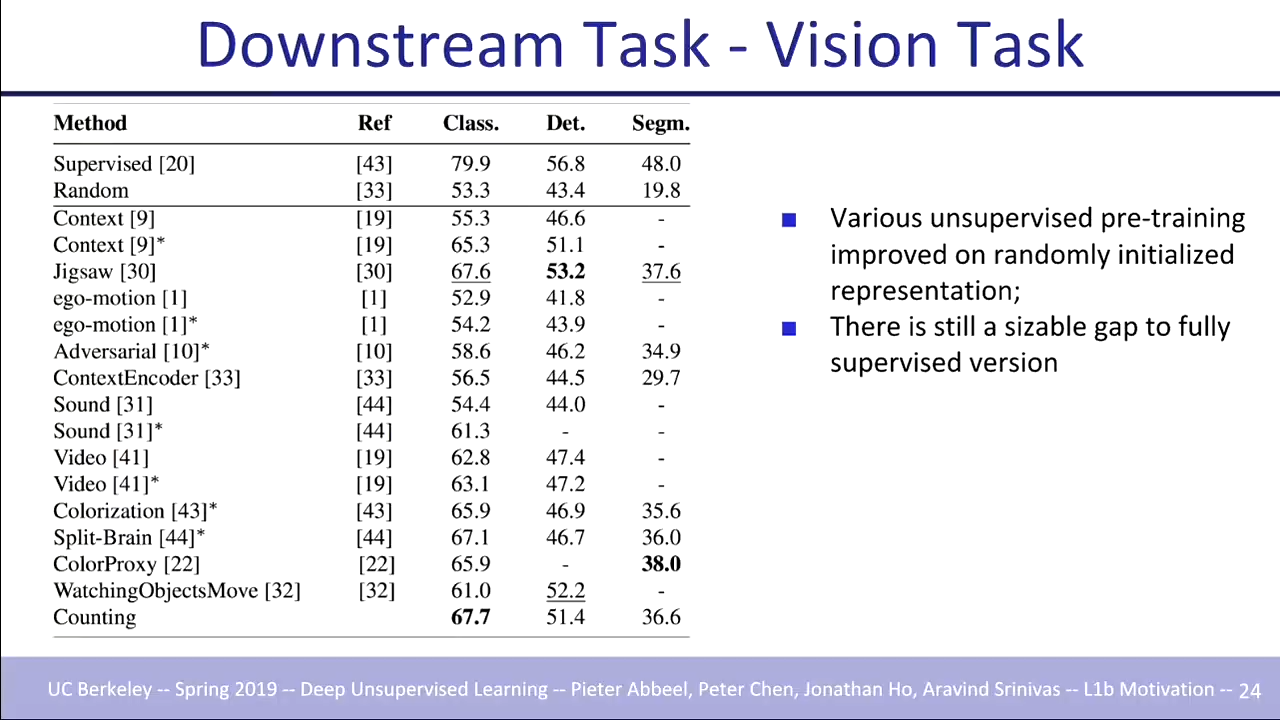 Downstream Task - Vision Task
Method Ref Class. Det. Segm.
Supervised [20] [43] 79.9 56.8 48.0
Random [33] 53.3 43.4 19.8
Context [9] [19] 55.3 46.6 -
Context [9]* [19] 65.3 51.1 -
Jigsaw [30] [30] 67.6 53.2 37.6
ego-motion [1] [1] 52.9 41.8 -
ego-motion [1]* [1] 54.2 43.9 -
Adversarial [10]* [10] 58.6 46.2 34.9
ContextEncoder [33] [33] 56.5 44.5 29.7
Sound [31] [44] 54.4 44.0 -
Sound [31]* [44] 61.3 - -
Video [41] [19] 62.8 47.4 -
Video [41]* [19] 63.1 47.2 -
Colorization [43]* [43] 65.9 46.9 35.6
Split-Brain [44]* [44] 67.1 46.7 36.0
ColorProxy [22] [22] 65.9 - 38.0
WatchingObjectsMove [32] [32] 61.0 52.2 -
Counting 67.7 51.4 36.6
■ Various unsupervised pre-training
improved on randomly initialized
representation;
■ There is still a sizable gap to fully
supervised version
UC Berkeley -- Spring 2019 -- Deep Unsupervised Learning -- Pieter Abbeel, Peter Chen, Jonathan Ho, Aravind Srinivas -- L1b Motivation -- 24